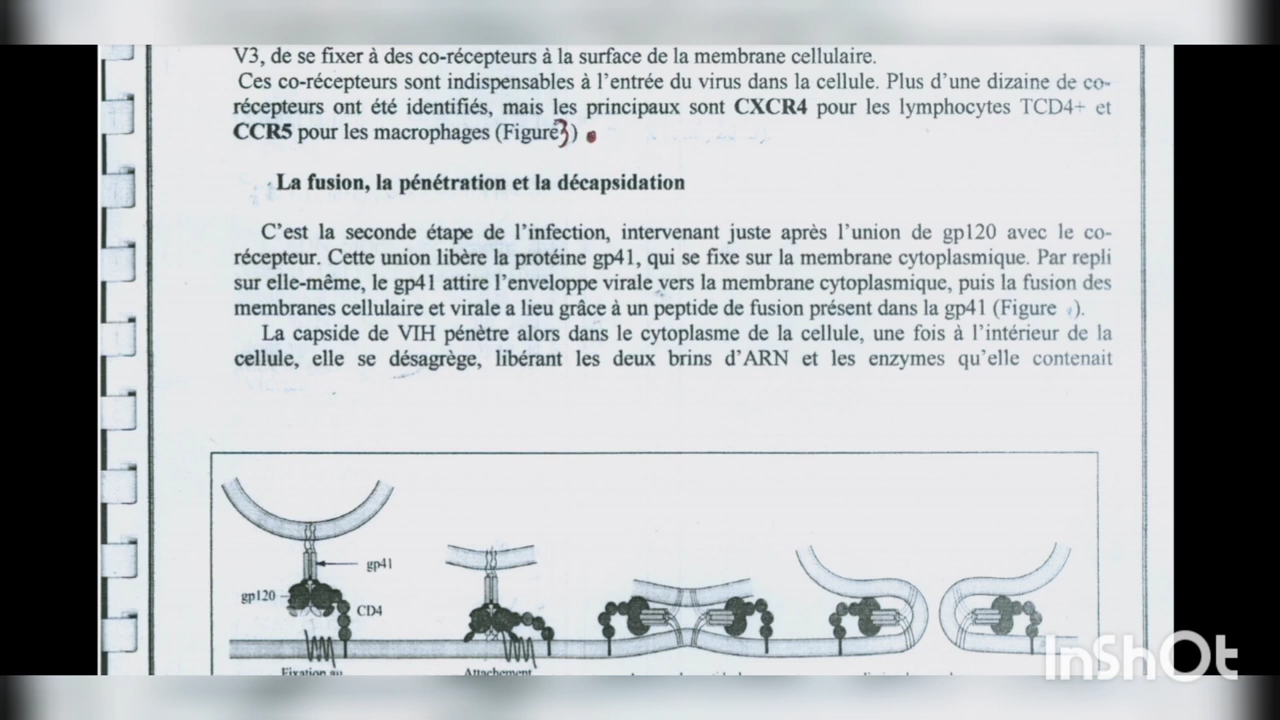 V3, de se fixer à des co-récepteurs à la surface de la membrane cellulaire.
Ces co-récepteurs sont indispensables à l'entrée du virus dans la cellule. Plus d'une dizaine de co-
récepteurs ont été identifiés, mais les principaux sont CXCR4 pour les lymphocytes TCD4+ et
CCR5 pour les macrophages (Figure 3)
La fusion, la pénétration et la décapsidation
C'est la seconde étape de l'infection, intervenant juste après l'union de gp120 avec le co-
récepteur. Cette union libère la protéine gp41, qui se fixe sur la membrane cytoplasmique. Par repli
sur elle-même, le gp41 attire l'enveloppe virale vers la membrane cytoplasmique, puis la fusion des
membranes cellulaire et virale a lieu grâce à un peptide de fusion présent dans la gp41 (Figure ).
La capside de VIH pénètre alors dans le cytoplasme de la cellule, une fois à l'intérieur de la
cellule, elle se désagrège, libérant les deux brins d'ARN et les enzymes qu'elle contenait
gp41
gp120
CD4
Fixation au
Attachement
InShOt